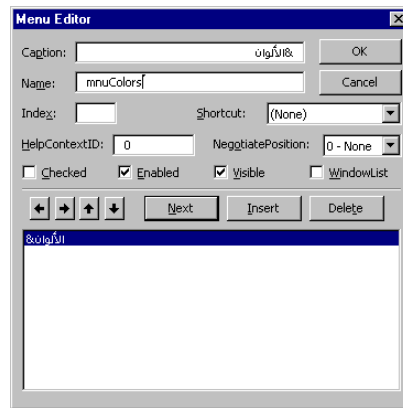 Menu Editor
Caption: &الألوان OK
Name: mnuColors Cancel
Index: Shortcut: (None)
HelpContextID: 0 NegotiatePosition: 0 - None
Checked Enabled Visible WindowList
Next Insert Delete
&الألوان